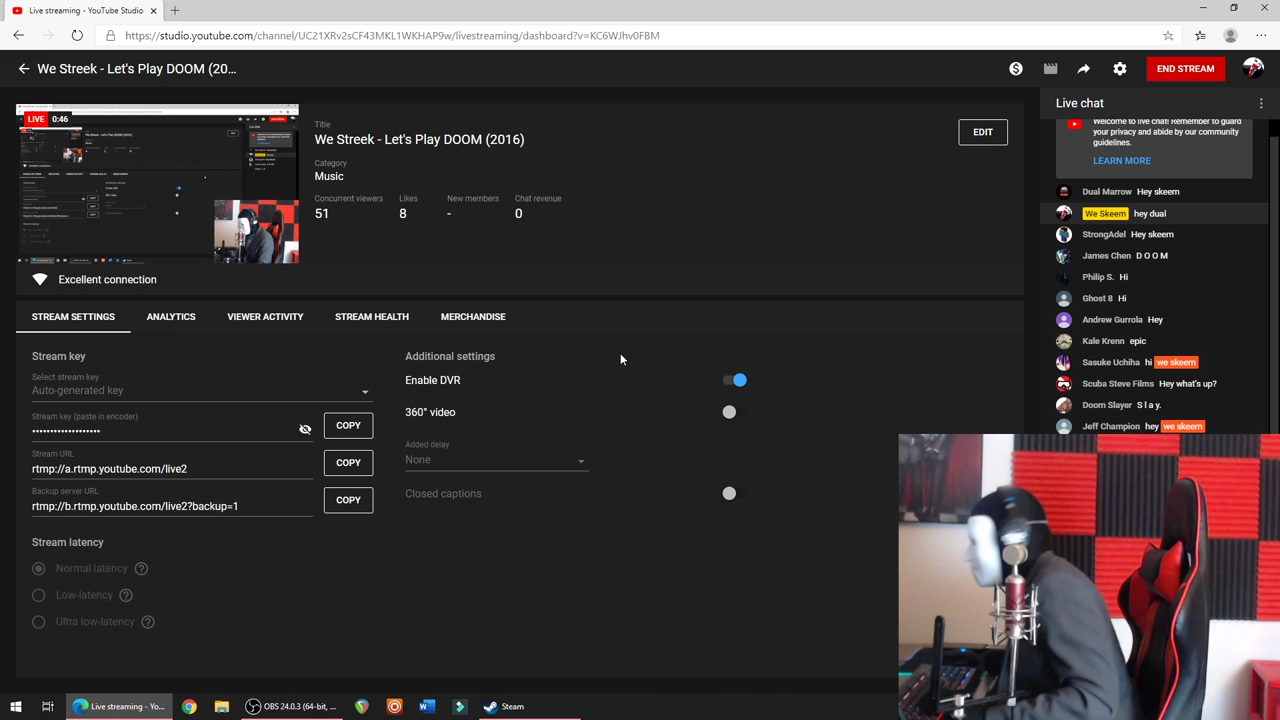 Live streaming - YouTube Studio
https://studio.youtube.com/channel/UC21XRv2sCF43MKL1WKHAP9w/livestreaming/dashboard?v=KC6WJhv0FBM
We Streek - Let's Play DOOM (20...
END STREAM
LIVE 0:46
Title
We Streek - Let's Play DOOM (2016)
EDIT
Category
Music
Concurrent viewers Likes New members Chat revenue
51 8 - 0
Excellent connection
STREAM SETTINGS ANALYTICS VIEWER ACTIVITY STREAM HEALTH MERCHANDISE
Stream key
Select stream key
Auto-generated key
Stream key (paste in encoder)
•••••••••••••••••••
COPY
Stream URL
rtmp://a.rtmp.youtube.com/live2
COPY
Backup server URL
rtmp://b.rtmp.youtube.com/live2?backup=1
COPY
Stream latency
Normal latency
Low-latency
Ultra low-latency
Additional settings
Enable DVR
360° video
Added delay
None
Closed captions
Live chat
Welcome to live chat! Remember to guard
your privacy and abide by our community
guidelines.
LEARN MORE
Dual Marrow Hey skeem
We Skeem hey dual
StrongAdel Hey skeem
James Chen D O O M
Philip S. Hi
Ghost 8 Hi
Andrew Gurrola Hey
Kale Krenn epic
Sasuke Uchiha hi we skeem
Scuba Steve Films Hey what's up?
Doom Slayer S l a y.
Jeff Champion hey we skeem
Live streaming - Yo...
OBS 24.0.3 (64-bit, ...
Steam